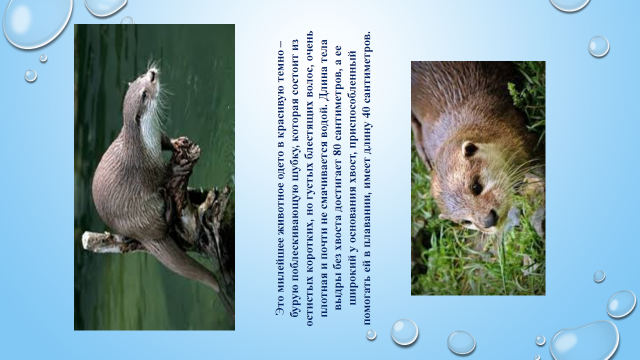 Это милейшее животное одето в красивую темно –
бурую поблескивающую шубку, которая состоит из
остистых коротких, но густых блестящих волос, очень
плотная и почти не смачивается водой. Длина тела
выдры без хвоста достигает 80 сантиметров, а ее
широкий у основания хвост, приспособленный
помогать ей в плавании, имеет длину 40 сантиметров.